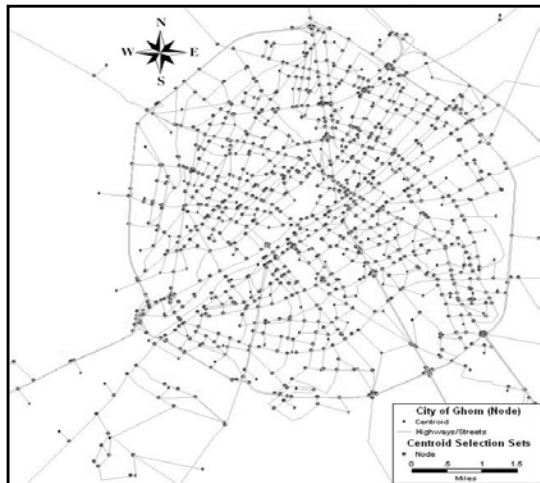 N
W E
S
City of Ghom (Node)
Centroid
Highways/Streets
Centroid Selection Sets
Node
0 .5 1 1.5
Miles